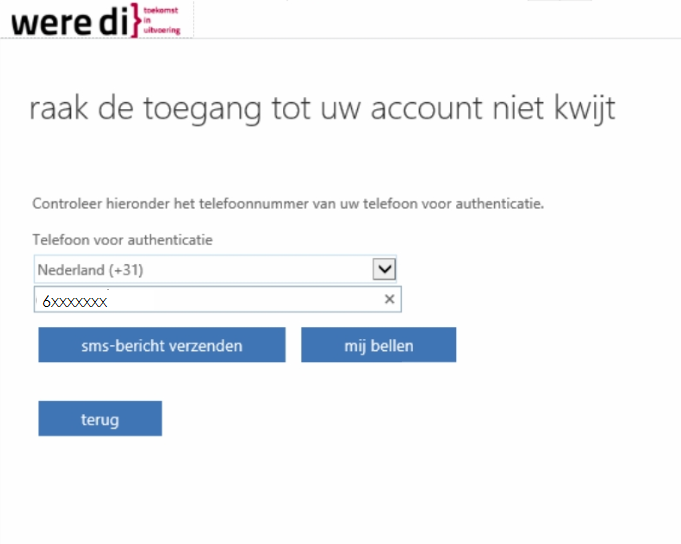 were di} toekomst
in
uitvoering
raak de toegang tot uw account niet kwijt
Controleer hieronder het telefoonnummer van uw telefoon voor authenticatie.
Telefoon voor authenticatie
Nederland (+31)
6xxxxxxx
sms-bericht verzenden mij bellen
terug